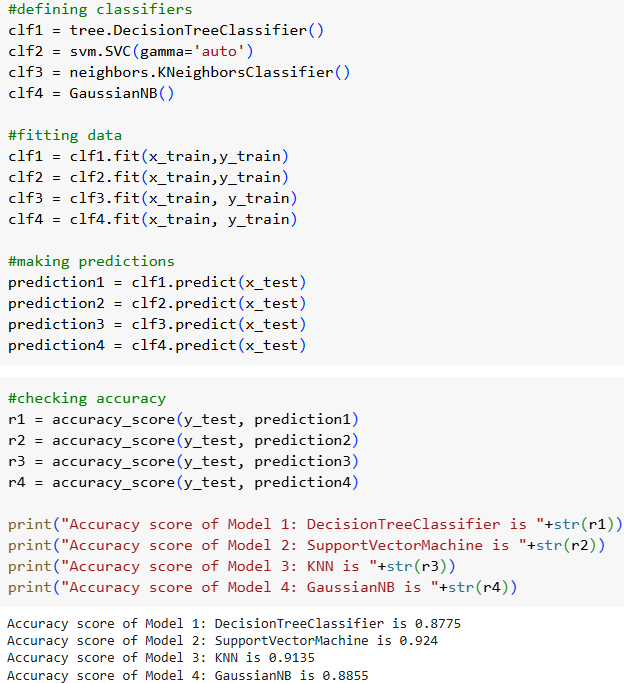 #defining classifiers
clf1 = tree.DecisionTreeClassifier()
clf2 = svm.SVC(gamma='auto')
clf3 = neighbors.KNeighborsClassifier()
clf4 = GaussianNB()
#fitting data
clf1 = clf1.fit(x_train,y_train)
clf2 = clf2.fit(x_train,y_train)
clf3 = clf3.fit(x_train, y_train)
clf4 = clf4.fit(x_train, y_train)
#making predictions
prediction1 = clf1.predict(x_test)
prediction2 = clf2.predict(x_test)
prediction3 = clf3.predict(x_test)
prediction4 = clf4.predict(x_test)
#checking accuracy
r1 = accuracy_score(y_test, prediction1)
r2 = accuracy_score(y_test, prediction2)
r3 = accuracy_score(y_test, prediction3)
r4 = accuracy_score(y_test, prediction4)
print("Accuracy score of Model 1: DecisionTreeClassifier is "+str(r1))
print("Accuracy score of Model 2: SupportVectorMachine is "+str(r2))
print("Accuracy score of Model 3: KNN is "+str(r3))
print("Accuracy score of Model 4: GaussianNB is "+str(r4))
Accuracy score of Model 1: DecisionTreeClassifier is 0.8775
Accuracy score of Model 2: SupportVectorMachine is 0.924
Accuracy score of Model 3: KNN is 0.9135
Accuracy score of Model 4: GaussianNB is 0.8855